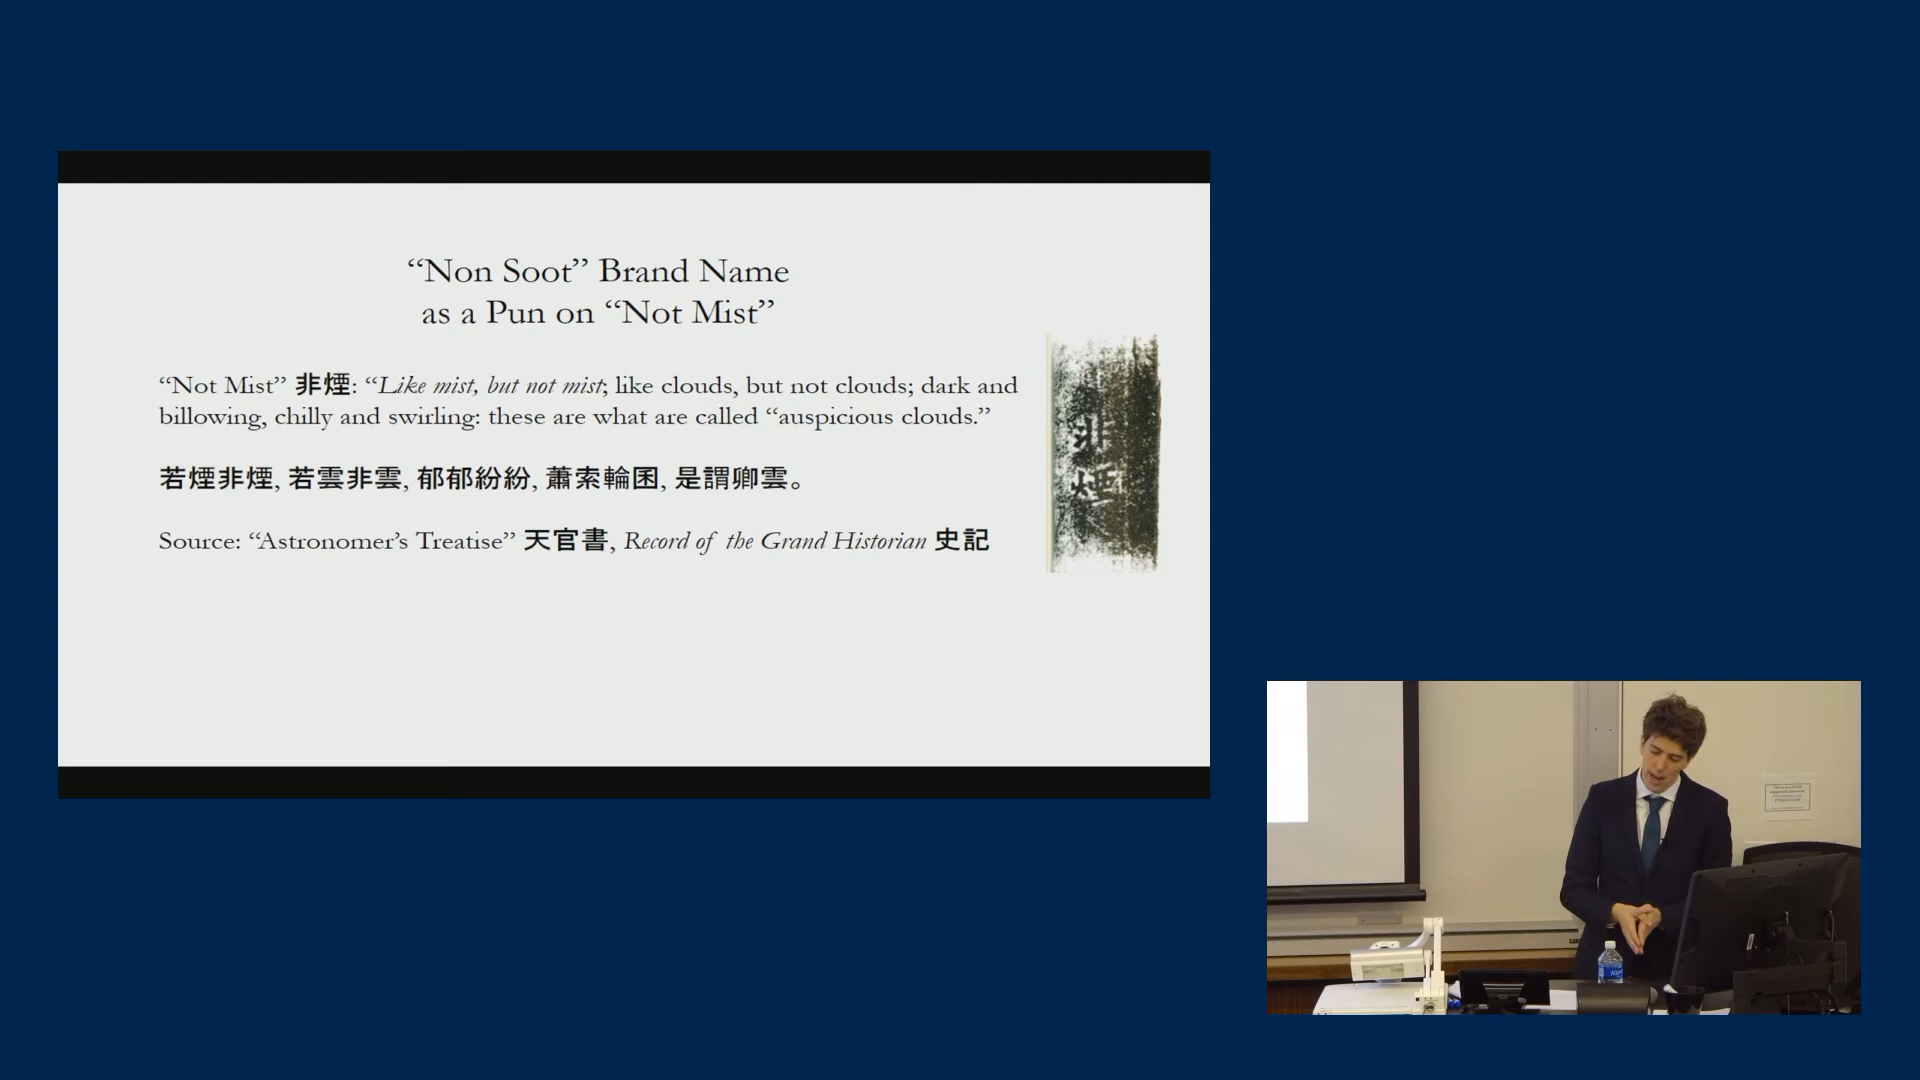 “Non Soot” Brand Name
as a Pun on “Not Mist”
“Not Mist” 非煙: “Like mist, but not mist; like clouds, but not clouds; dark and
billowing, chilly and swirling: these are what are called “auspicious clouds.”
若煙非煙, 若雲非雲, 郁郁紛紛, 蕭索輪囷, 是謂卿雲。
Source: “Astronomer’s Treatise” 天官書, Record of the Grand Historian 史記
非煙